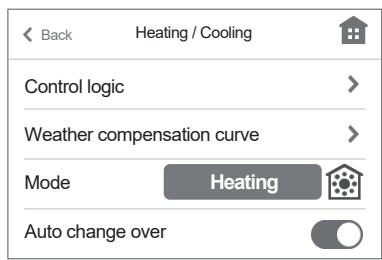 Back Heating / Cooling
Control logic
Weather compensation curve
Mode Heating
Auto change over